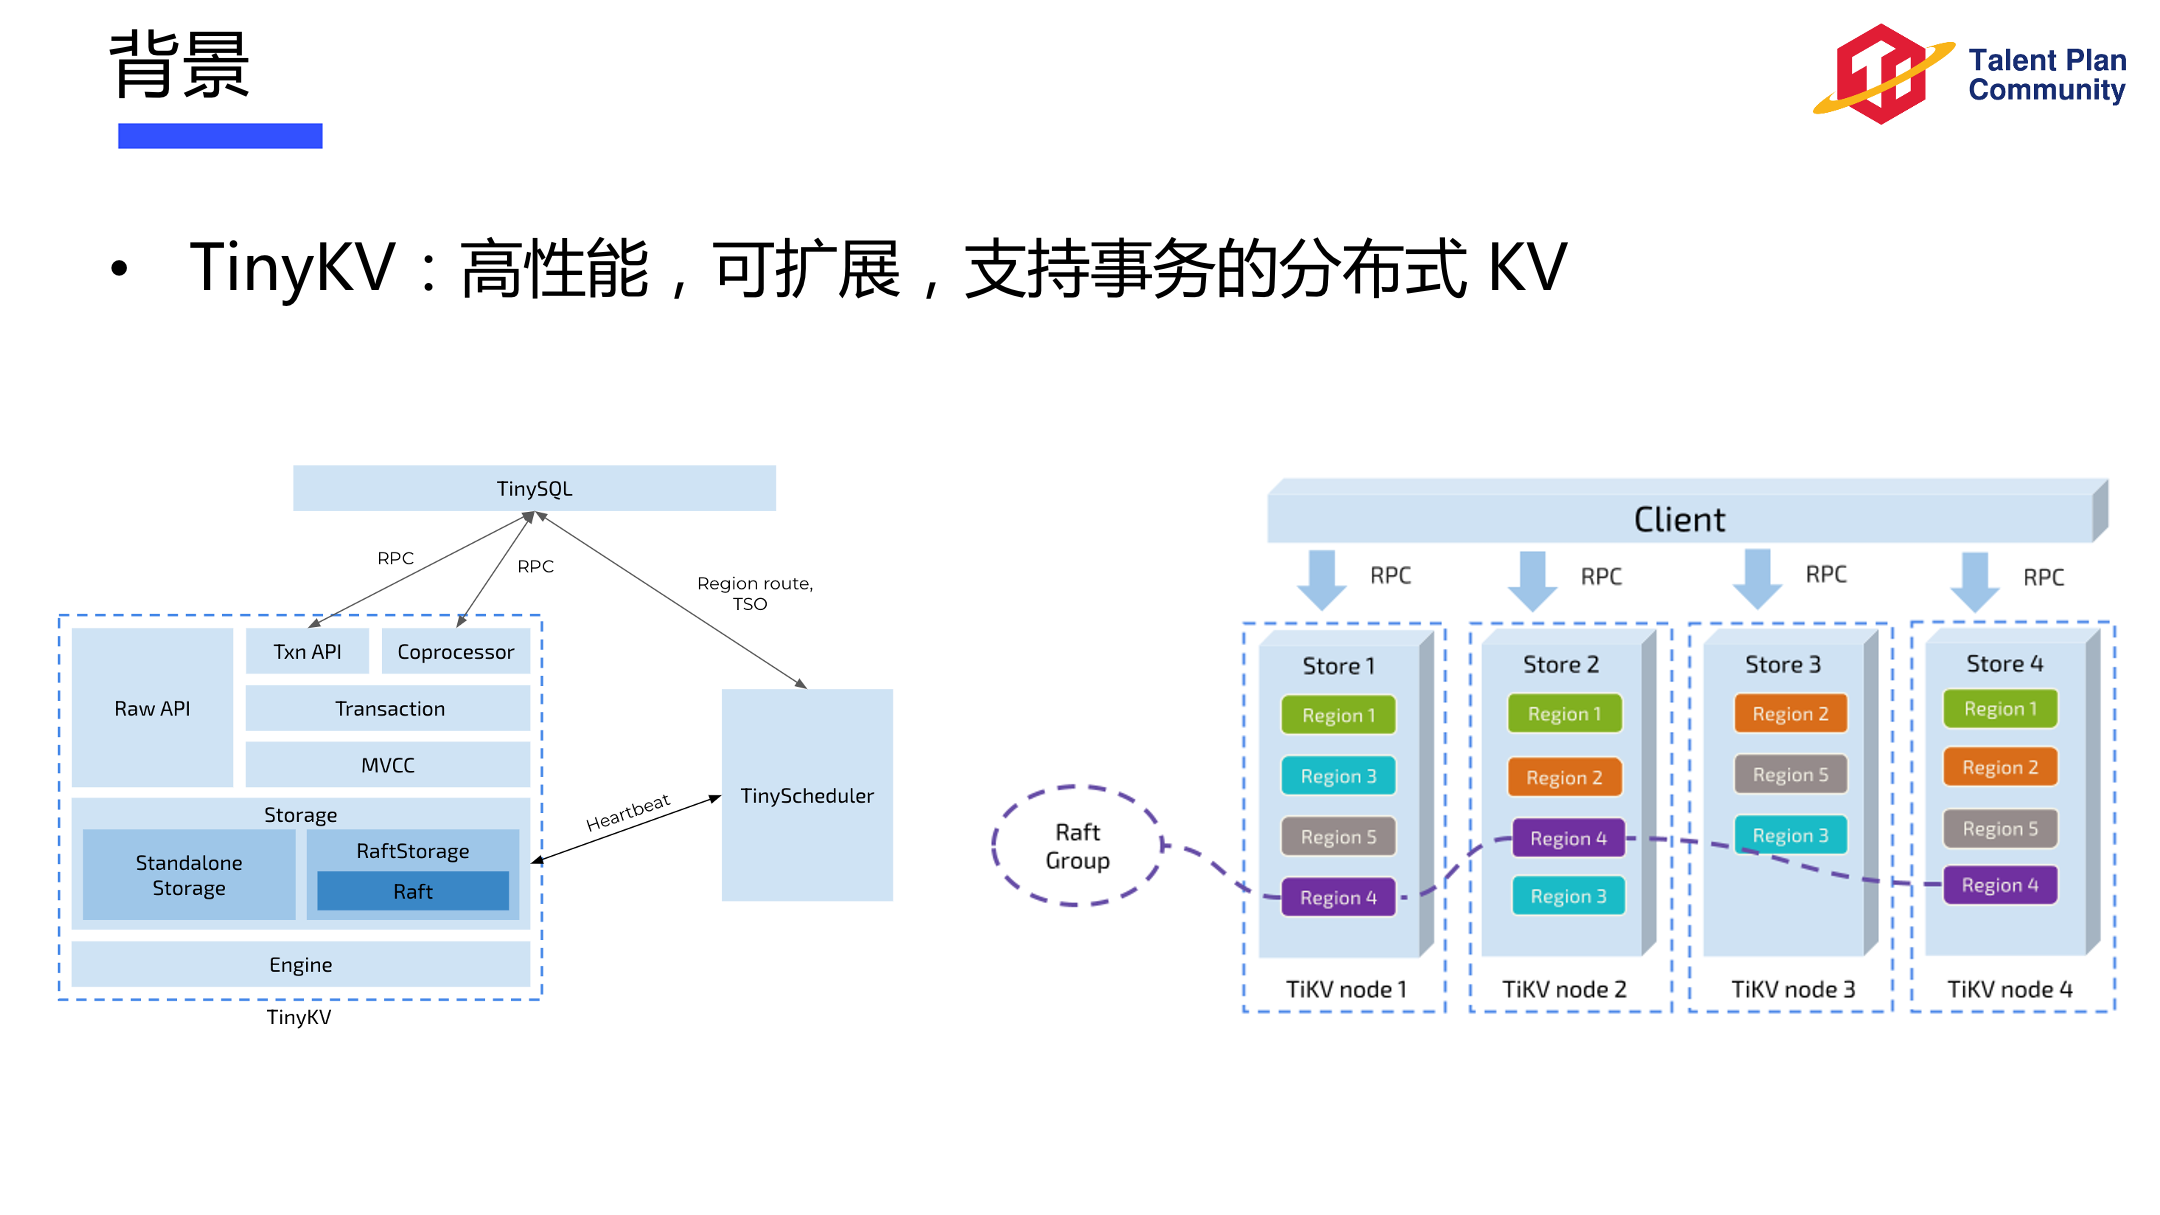 背景
Talent Plan
Community
• TinyKV：高性能，可扩展，支持事务的分布式 KV
TinySQL
RPC
RPC
Region route,
TSO
Raw API
Txn API
Coprocessor
Transaction
MVCC
Storage
Standalone
Storage
RaftStorage
Raft
Engine
TinyKV
Heartbeat
TinyScheduler
Client
RPC
RPC
RPC
RPC
Raft
Group
Store 1
Region 1
Region 3
Region 5
Region 4
TiKV node 1
Store 2
Region 1
Region 2
Region 4
Region 3
TiKV node 2
Store 3
Region 2
Region 5
Region 3
TiKV node 3
Store 4
Region 1
Region 2
Region 5
Region 4
TiKV node 4